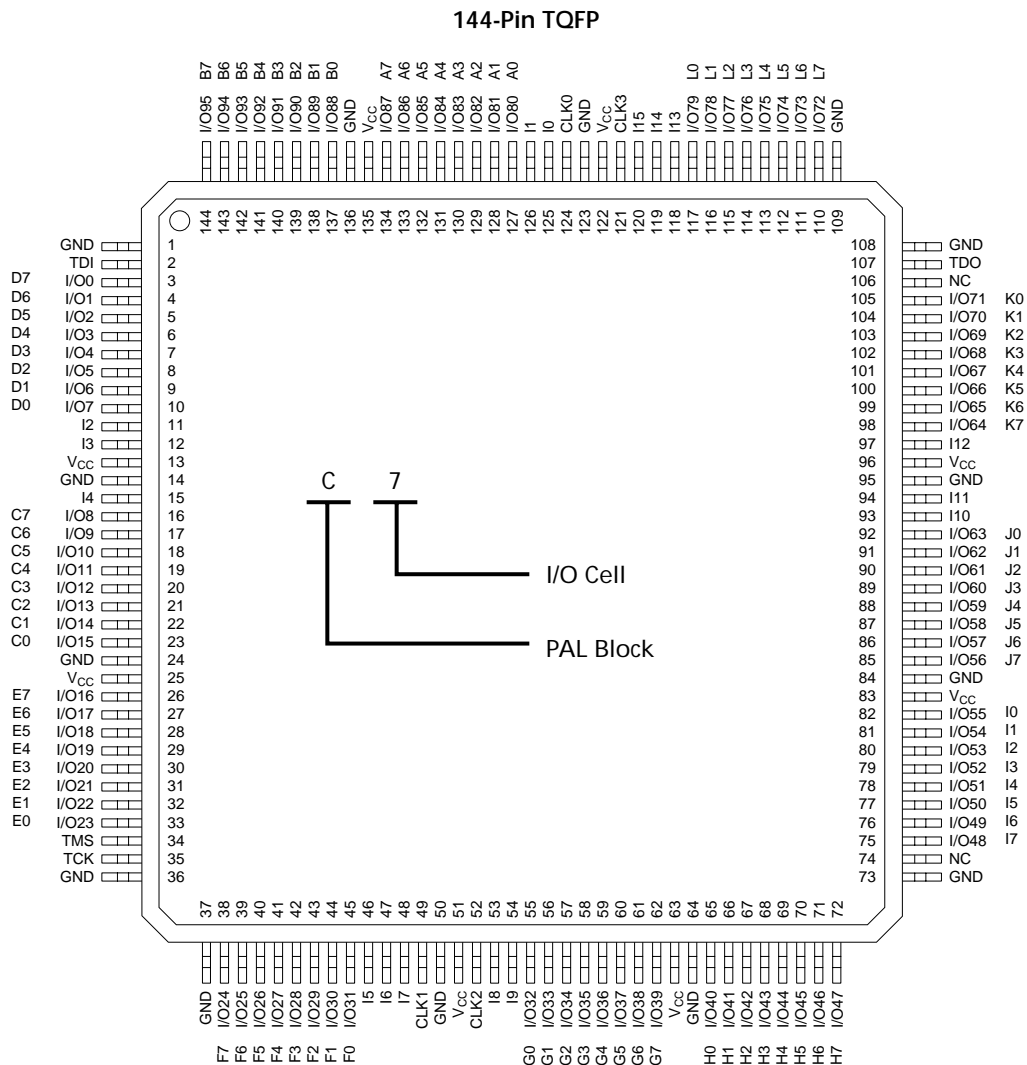 144-Pin TQFP
B7 B6 B5 B4 B3 B2 B1 B0 A7 A6 A5 A4 A3 A2 A1 A0 L0 L1 L2 L3 L4 L5 L6 L7
I/O95 I/O94 I/O93 I/O92 I/O91 I/O90 I/O89 I/O88 GND VCC I/O87 I/O86 I/O85 I/O84 I/O83 I/O82 I/O81 I/O80 I1 I0 CLK0 GND VCC CLK3 I15 I14 I13 I/O79 I/O78 I/O77 I/O76 I/O75 I/O74 I/O73 I/O72 GND
144 143 142 141 140 139 138 137 136 135 134 133 132 131 130 129 128 127 126 125 124 123 122 121 120 119 118 117 116 115 114 113 112 111 110 109
GND 1 108 GND
TDI 2 107 TDO
D7 I/O0 3 106 NC
D6 I/O1 4 105 I/O71 K0
D5 I/O2 5 104 I/O70 K1
D4 I/O3 6 103 I/O69 K2
D3 I/O4 7 102 I/O68 K3
D2 I/O5 8 101 I/O67 K4
D1 I/O6 9 100 I/O66 K5
D0 I/O7 10 99 I/O65 K6
I2 11 98 I/O64 K7
I3 12 97 I12
VCC 13 96 VCC
GND 14 95 GND
I4 15 94 I11
C7 I/O8 16 93 I10
C6 I/O9 17 92 I/O63 J0
C5 I/O10 18 91 I/O62 J1
C4 I/O11 19 90 I/O61 J2
C3 I/O12 20 89 I/O60 J3
C2 I/O13 21 88 I/O59 J4
C1 I/O14 22 87 I/O58 J5
C0 I/O15 23 86 I/O57 J6
GND 24 85 I/O56 J7
VCC 25 84 GND
E7 I/O16 26 83 VCC
E6 I/O17 27 82 I/O55 I0
E5 I/O18 28 81 I/O54 I1
E4 I/O19 29 80 I/O53 I2
E3 I/O20 30 79 I/O52 I3
E2 I/O21 31 78 I/O51 I4
E1 I/O22 32 77 I/O50 I5
E0 I/O23 33 76 I/O49 I6
TMS 34 75 I/O48 I7
TCK 35 74 NC
GND 36 73 GND
C 7
I/O Cell
PAL Block
37 38 39 40 41 42 43 44 45 46 47 48 49 50 51 52 53 54 55 56 57 58 59 60 61 62 63 64 65 66 67 68 69 70 71 72
GND I/O24 I/O25 I/O26 I/O27 I/O28 I/O29 I/O30 I/O31 I5 I6 I7 CLK1 GND VCC CLK2 I8 I9 I/O32 I/O33 I/O34 I/O35 I/O36 I/O37 I/O38 I/O39 VCC GND I/O40 I/O41 I/O42 I/O43 I/O44 I/O45 I/O46 I/O47
F7 F6 F5 F4 F3 F2 F1 F0 G0 G1 G2 G3 G4 G5 G6 G7 H0 H1 H2 H3 H4 H5 H6 H7